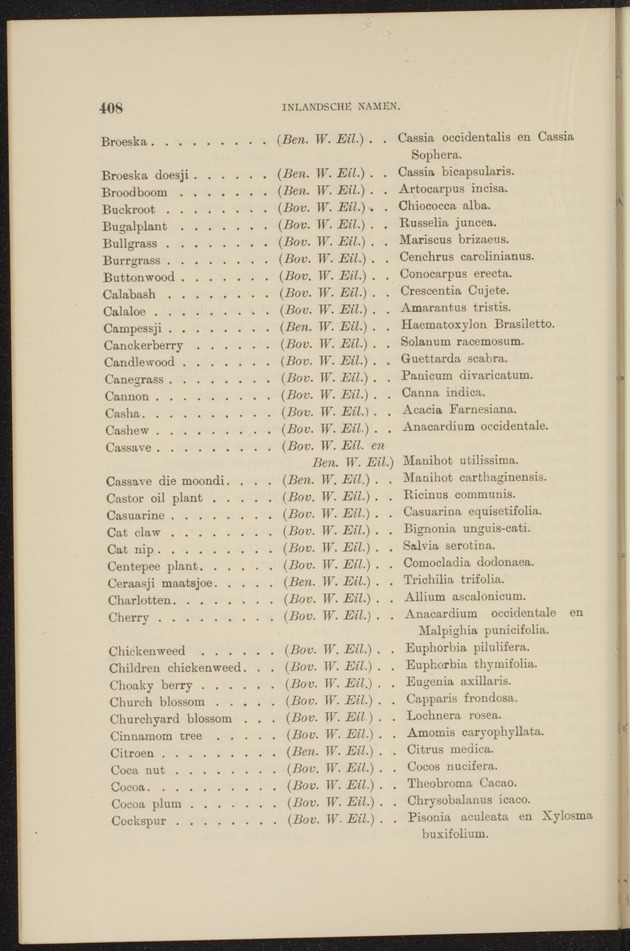 408 INLANDSCHE NAMEN.
Broeska . . . . . . . . . (Ben. W. Eil.) . . Cassia occidentalis en Cassia
Sophera.
Broeska doesji . . . . . . (Ben. W. Eil.) . . Cassia bicapsularis.
Broodboom . . . . . . . (Ben. W. Eil.) . . Artocarpus incisa.
Buckroot . . . . . . . . (Bov. W. Eil.) . . Chiococca alba.
Bugalplant . . . . . . . (Bov. W. Eil.) . . Russelia juncea.
Bullgrass . . . . . . . . (Bov. W. Eil.) . . Mariscus brizaeus.
Burrgrass . . . . . . . . (Bov. W. Eil.) . . Cenchrus carolinianus.
Buttonwood . . . . . . . (Bov. W. Eil.) . . Conocarpus erecta.
Calabash . . . . . . . . (Bov. W. Eil.) . . Crescentia Cujete.
Calaloe . . . . . . . . . (Bov. W. Eil.) . . Amarantus tristis.
Campessji . . . . . . . . (Ben. W. Eil.) . . Haematoxylon Brasiletto.
Canckerberry . . . . . . (Bov. W. Eil.) . . Solanum racemosum.
Candlewood . . . . . . . (Bov. W. Eil.) . . Guettarda scabra.
Canegrass . . . . . . . . (Bov. W. Eil.) . . Panicum divaricatum.
Cannon . . . . . . . . . (Bov. W. Eil.) . . Canna indica.
Casha . . . . . . . . . . (Bov. W. Eil.) . . Acacia Farnesiana.
Cashew . . . . . . . . . (Bov. W. Eil.) . . Anacardium occidentale.
Cassave . . . . . . . . . (Bov. W. Eil. en
Ben. W. Eil.) Manihot utilissima.
Cassave die moondi . . . . (Ben. W. Eil.) . . Manihot carthaginensis.
Castor oil plant . . . . . (Bov. W. Eil.) . . Ricinus communis.
Casuarine . . . . . . . . (Bov. W. Eil.) . . Casuarina equisetifolia.
Cat claw . . . . . . . . (Bov. W. Eil.) . . Bignonia unguis-cati.
Cat nip . . . . . . . . . (Bov. W. Eil.) . . Salvia serotina.
Centepee plant . . . . . . (Bov. W. Eil.) . . Comocladia dodonaea.
Ceraasji maatsjoe . . . . . (Ben. W. Eil.) . . Trichilia trifolia.
Charlotten . . . . . . . . (Bov. W. Eil.) . . Allium ascalonicum.
Cherry . . . . . . . . . (Bov. W. Eil.) . . Anacardium occidentale en
Malpighia punicifolia.
Chickenweed . . . . . . (Bov. W. Eil.) . . Euphorbia pilulifera.
Children chickenweed . . . (Bov. W. Eil.) . . Euphorbia thymifolia.
Choaky berry . . . . . . (Bov. W. Eil.) . . Eugenia axillaris.
Church blossom . . . . . (Bov. W. Eil.) . . Capparis frondosa.
Churchyard blossom . . . (Bov. W. Eil ) . . Lochnera rosea.
Cinnamom tree . . . . . (Bov. W. Eil.) . . Amomis caryophyllata.
Citroen . . . . . . . . . (Ben. W. Eil.) . . Citrus medica.
Coca nut . . . . . . . . (Bov. W. Eil.) . . Cocos nucifera.
Cocoa . . . . . . . . . . (Bov. W. Eil.) . . Theobroma Cacao.
Cocoa plum . . . . . . . (Bov. W. Eil.) . . Chrysobalanus icaco.
Cockspur . . . . . . . . (Bov. W. Eil.) . . Pisonia aculeata en Xylosma
buxifolium.